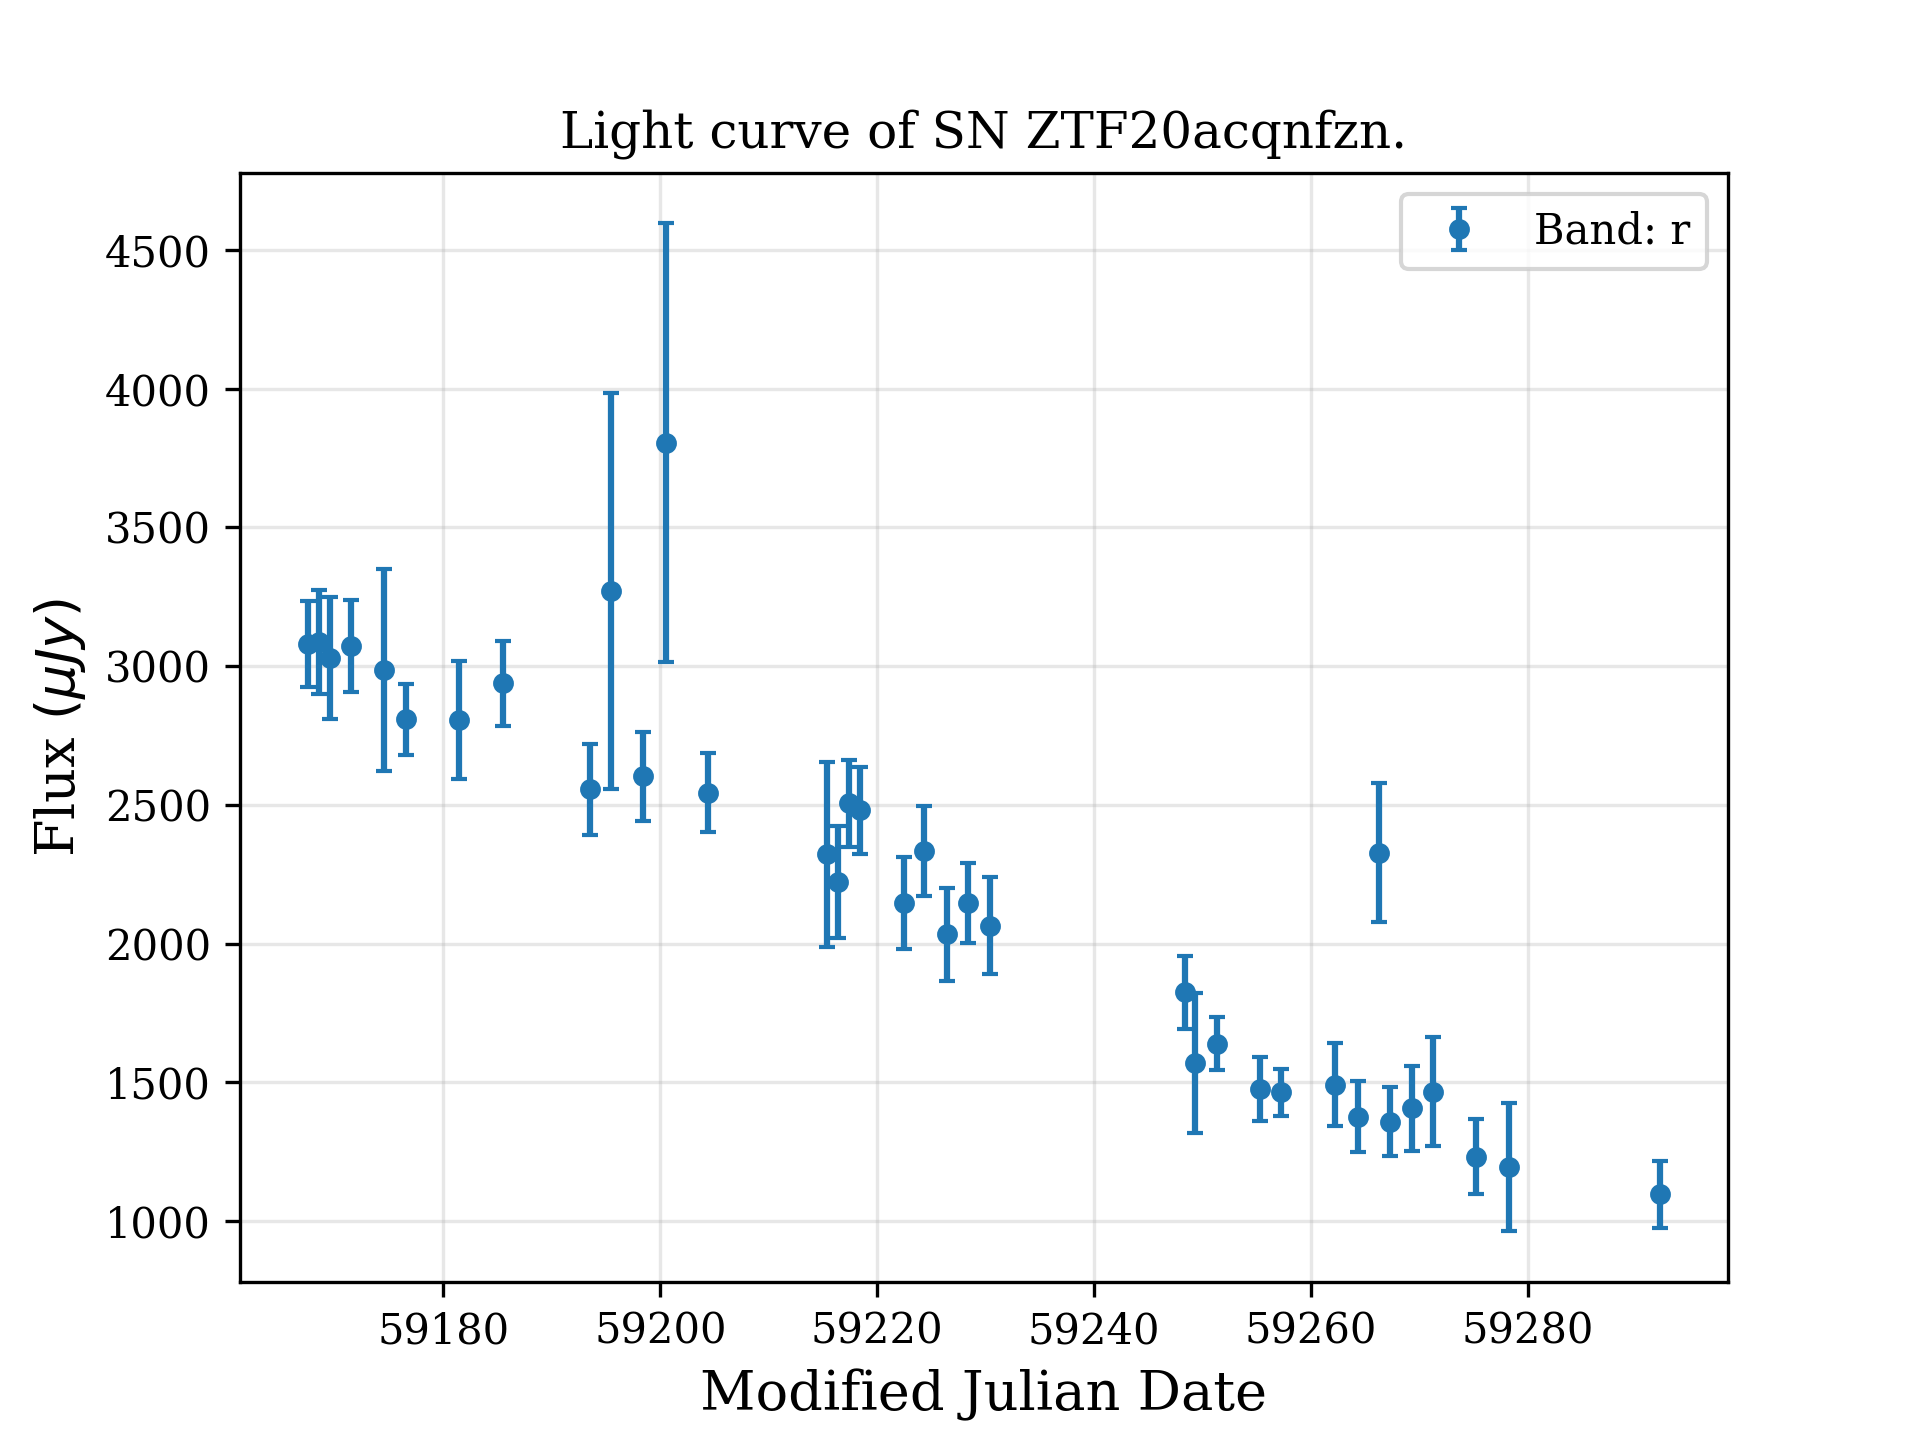 Light curve of SN ZTF20acqnfzn.
Band: r
Flux (μJy)
4500
4000
3500
3000
2500
2000
1500
1000
59180 59200 59220 59240 59260 59280
Modified Julian Date